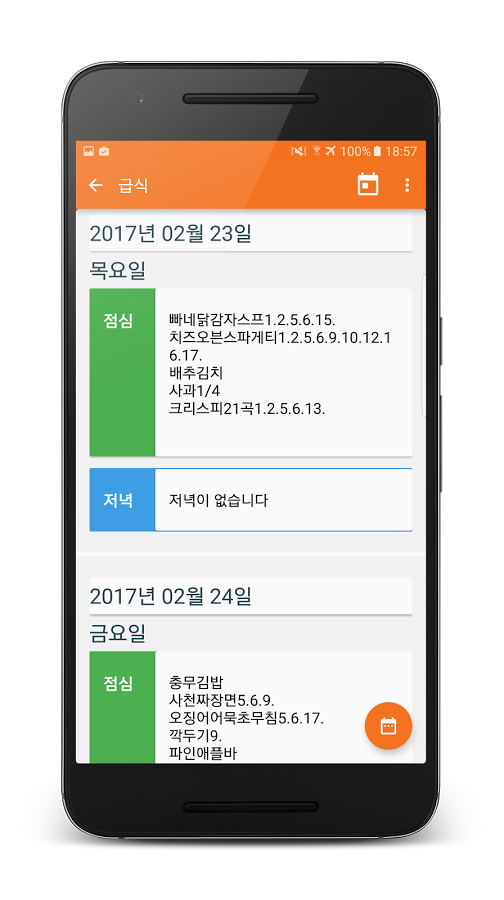 100% 18:57
급식
2017년 02월 23일
목요일
점심
빠네닭감자스프1.2.5.6.15.
치즈오븐스파게티1.2.5.6.9.10.12.1
6.17.
배추김치
사과1/4
크리스피21곡1.2.5.6.13.
저녁
저녁이 없습니다
2017년 02월 24일
금요일
점심
충무김밥
사천짜장면5.6.9.
오징어어묵초무침5.6.17.
깍두기9.
파인애플바